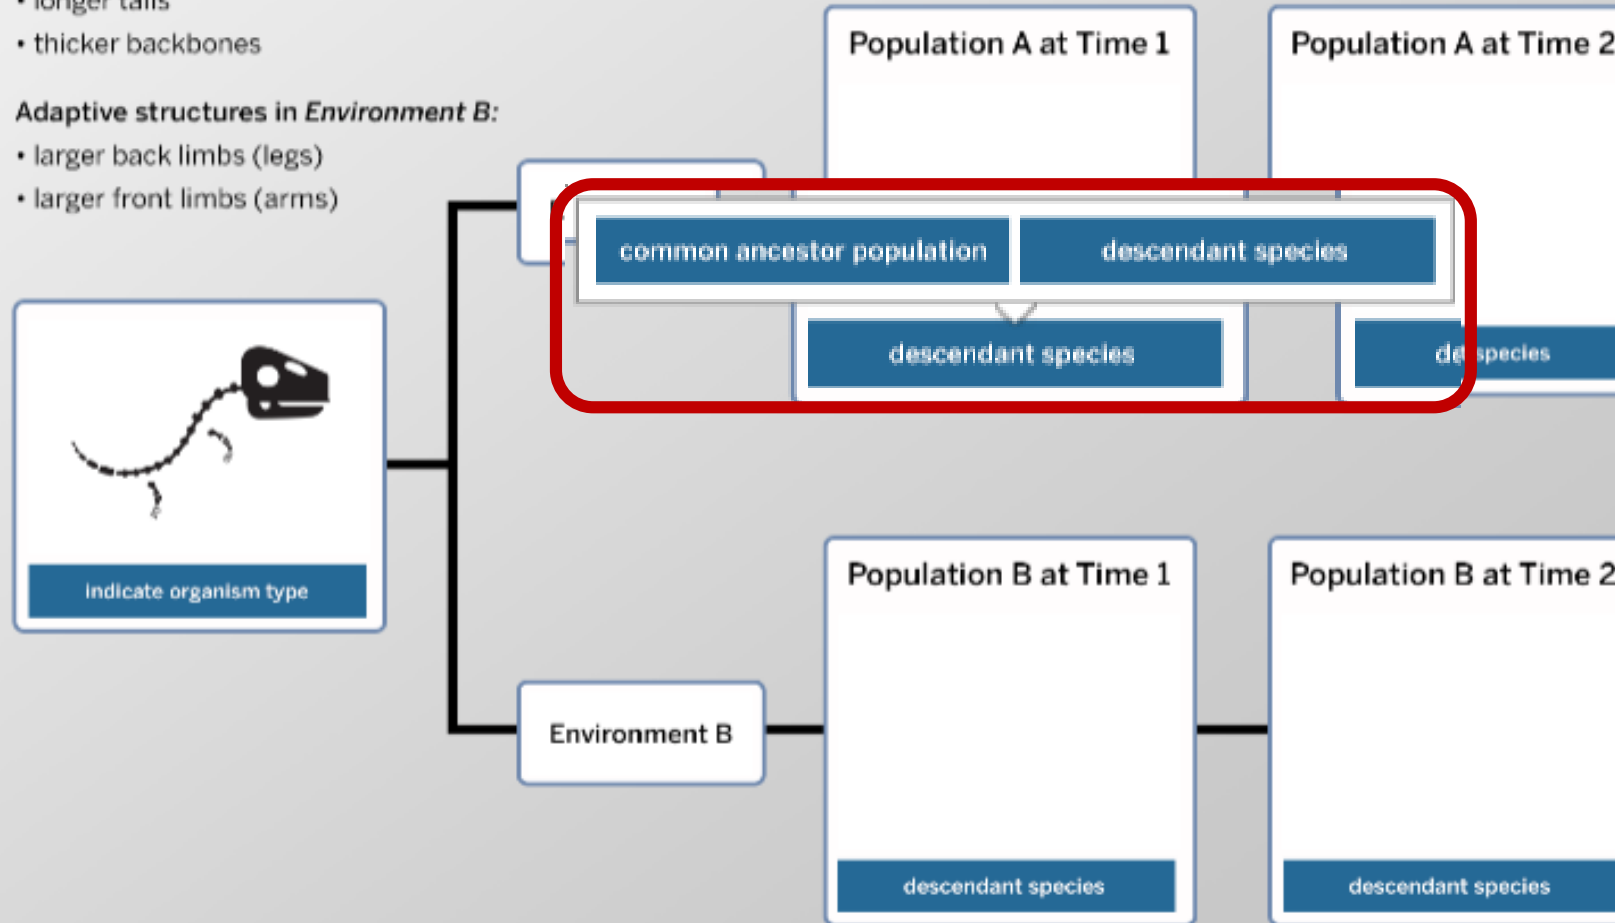 • longer tails
• thicker backbones
Adaptive structures in Environment B:
• larger back limbs (legs)
• larger front limbs (arms)
Population A at Time 1
Population A at Time 2
common ancestor population
descendant species
descendant species
species
indicate organism type
Environment B
Population B at Time 1
Population B at Time 2
descendant species
descendant species